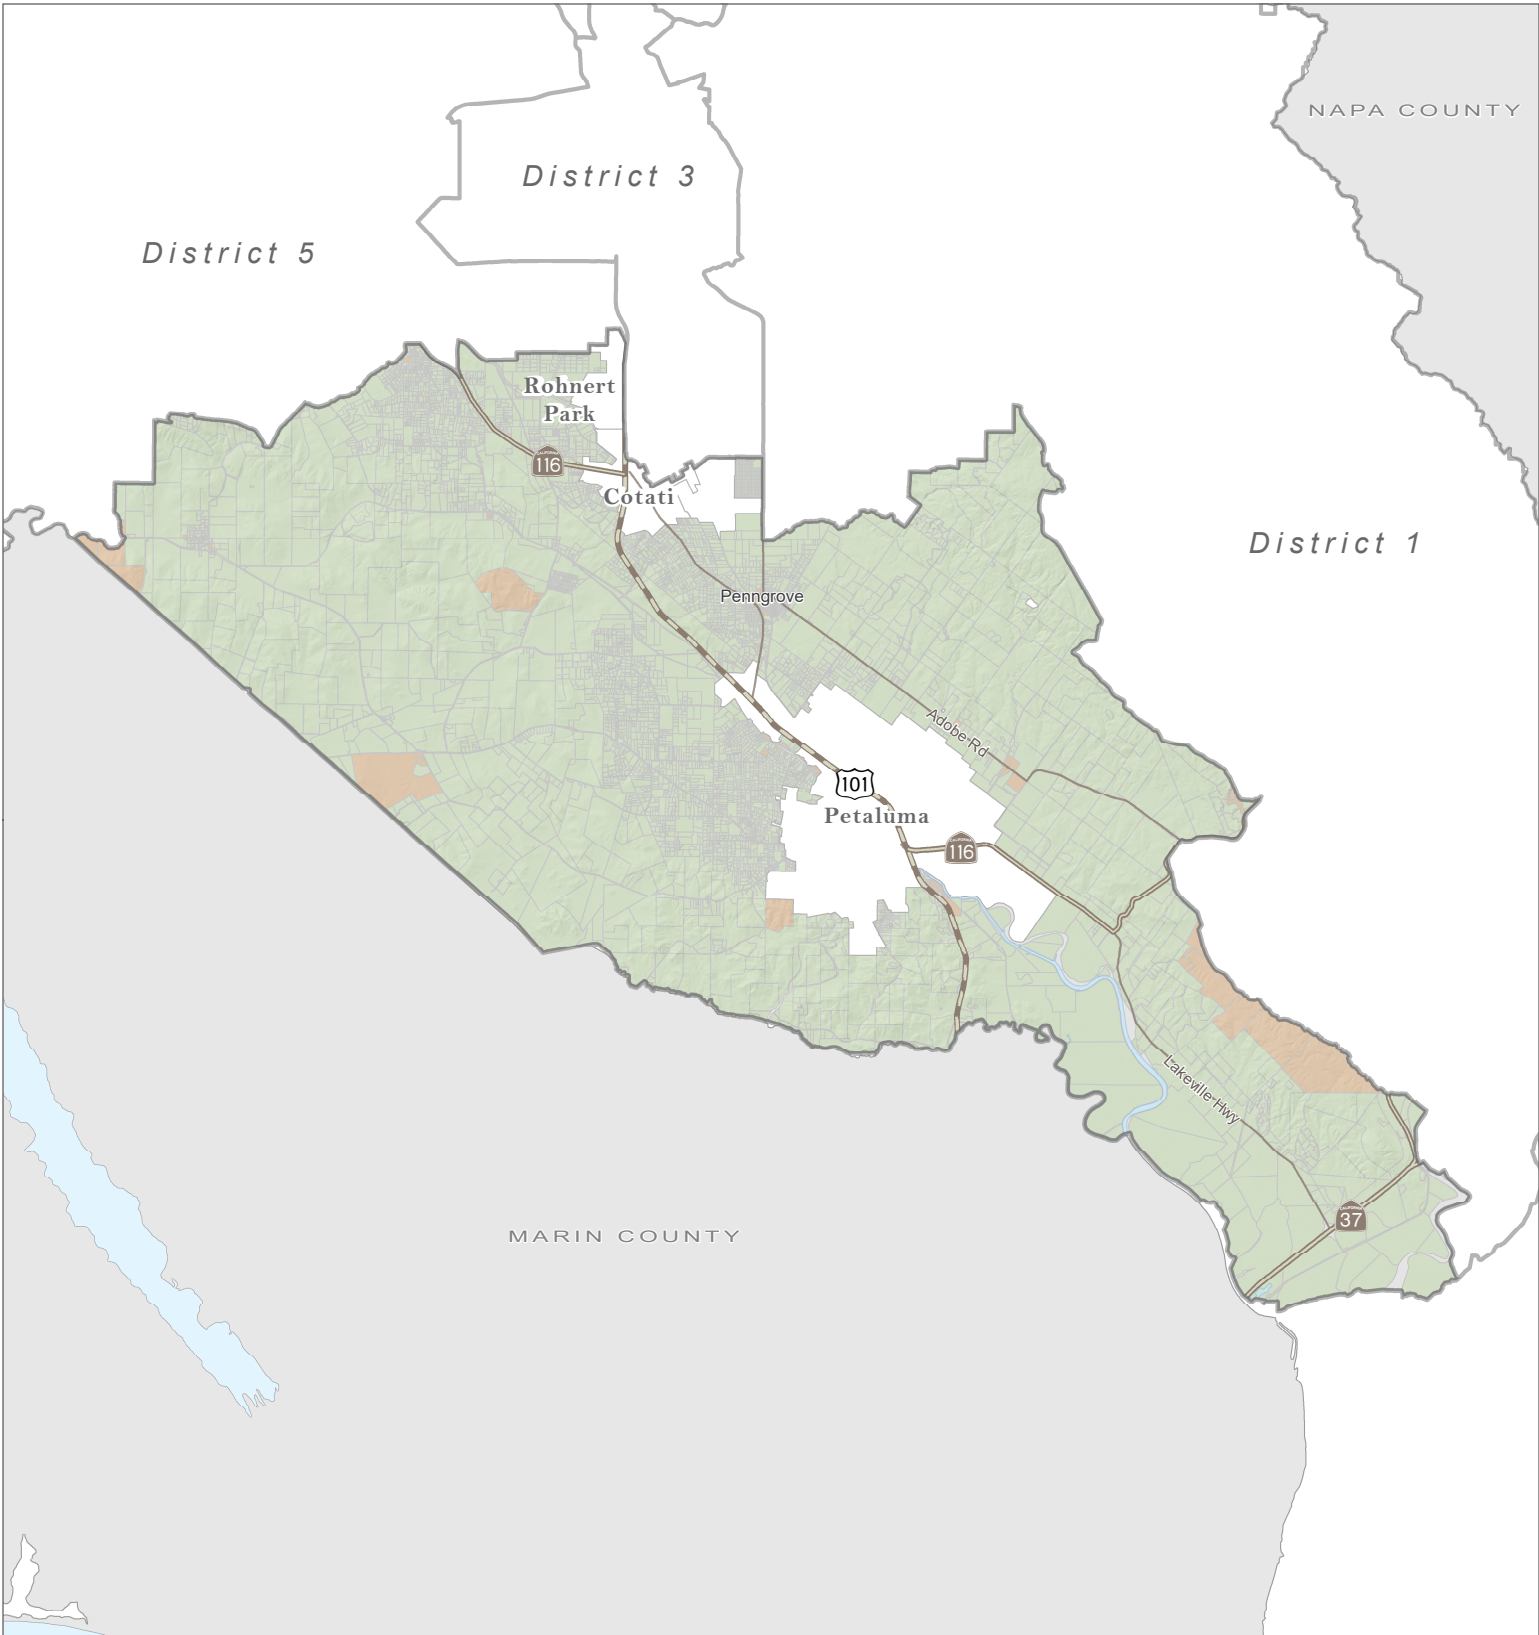 NAPA COUNTY
District 3
District 5
Rohnert
Park
116
Cotati
District 1
Penngrove
Adobe Rd
101
Petaluma
116
Lakeville Hwy
37
MARIN COUNTY